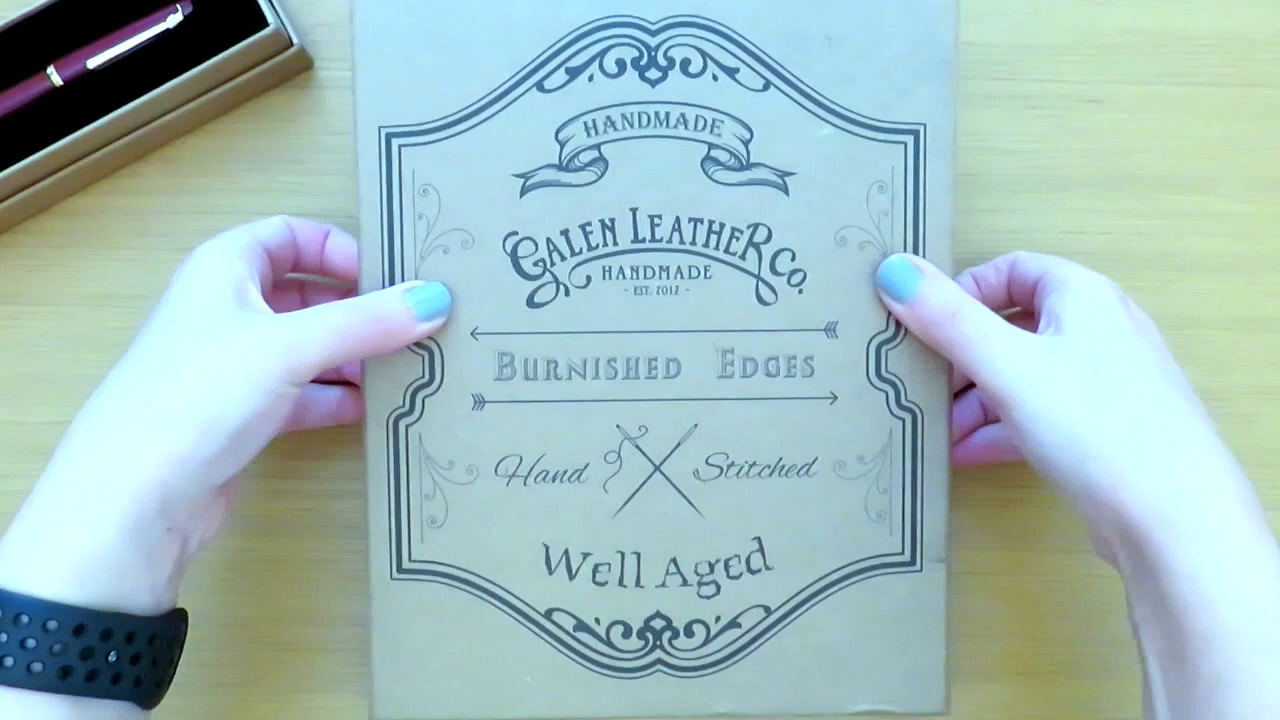 HANDMADE
GALEN LEATHER Co.
HANDMADE
- EST. 2012 -
BURNISHED EDGES
Hand Stitched
Well Aged